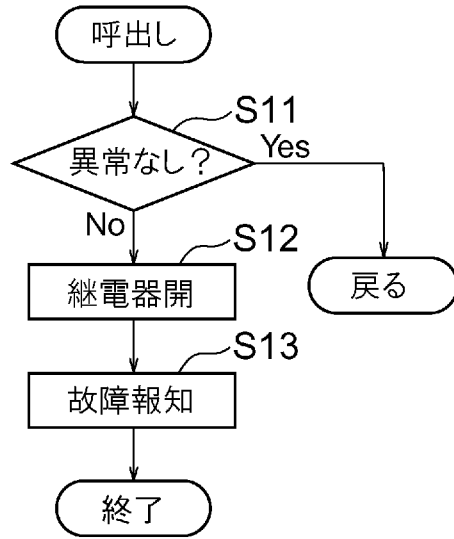 呼出し
S11
異常なし？
Yes
No
S12
継電器開
戻る
S13
故障報知
終了